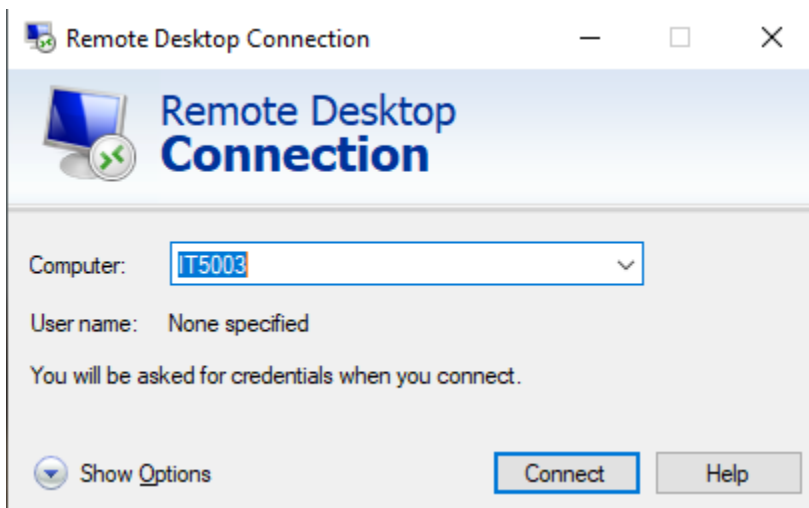 Remote Desktop Connection
Remote Desktop
Connection
Computer: IT5003
User name: None specified
You will be asked for credentials when you connect.
Show Options Connect Help